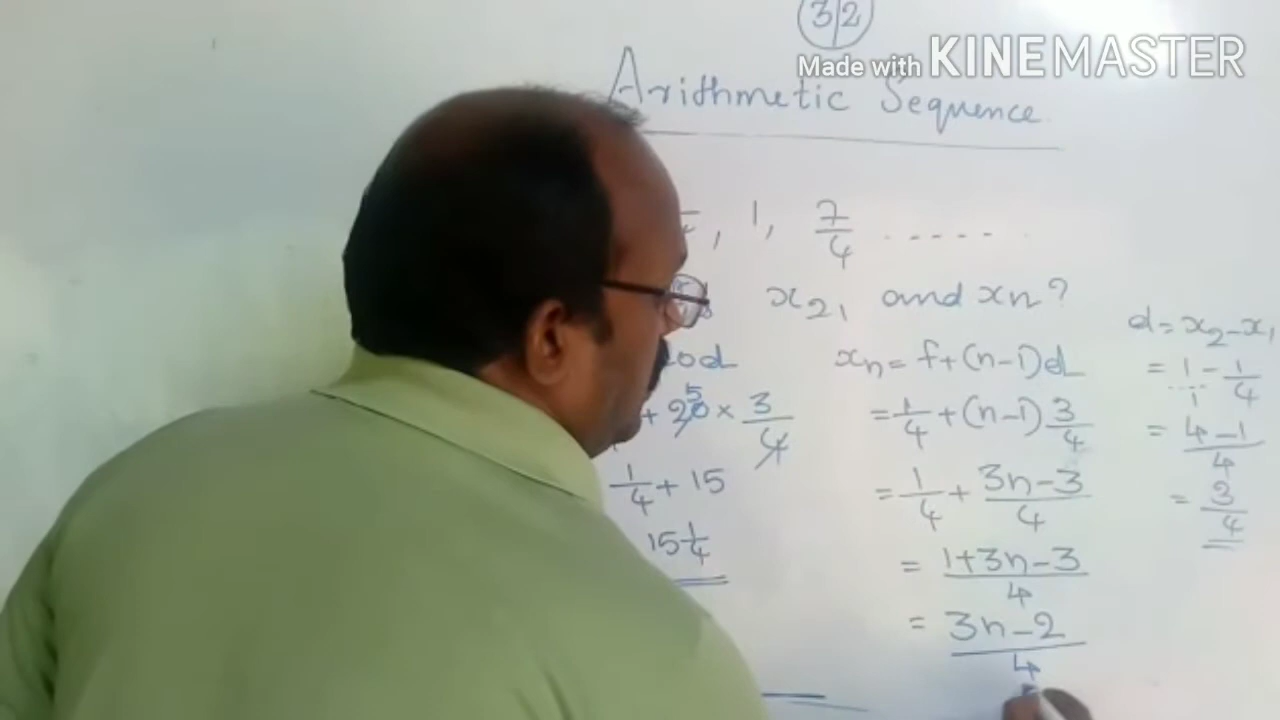 3|2
Made with KINEMASTER
Arithmetic Sequence
, 1, 7/4 ......
x21 and xn?
xn = f+(n-1)d
= 1/4 + (n-1) 3/4
= 1/4 + 3n-3/4
= 1+3n-3/4
= 3n-2/4
d = x2-x1
= 1/1 - 1/4
= 4-1/4
= 3/4
+ 20 5 × 3/4
1/4 + 15
15 1/4